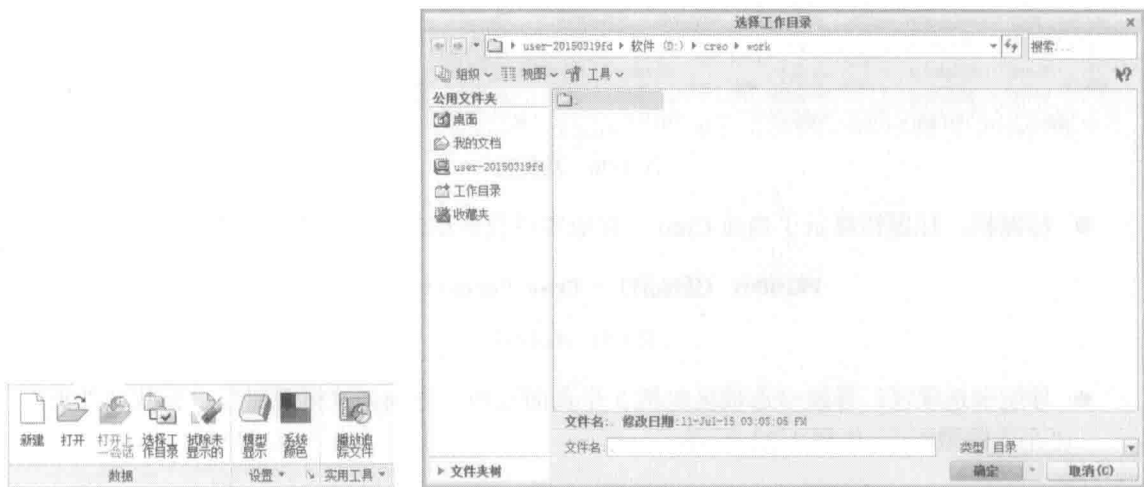 新建
打开
打开上一会话
选择工作目录
拭除未显示的
模型显示
系统颜色
播放追踪文件
数据
设置
实用工具
选择工作目录
user-20150319fd
软件 (D:)
creo
work
搜索...
组织
视图
工具
公用文件夹
桌面
我的文档
user-20150319fd
工作目录
收藏夹
文件名:. 修改日期:11-Jul-15 03:05:05 PM
文件名:
类型 目录
文件夹树
确定
取消(C)